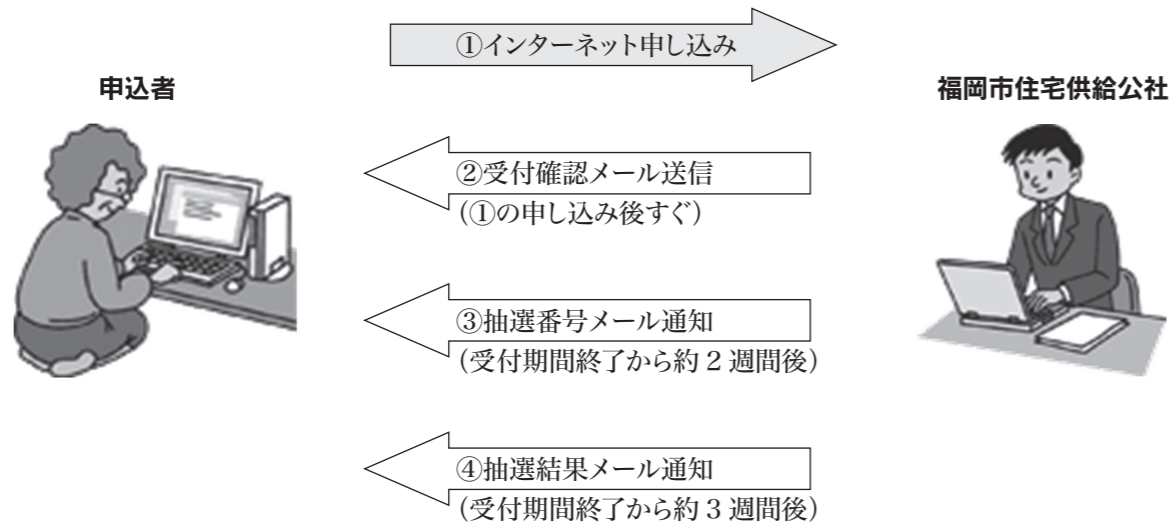 ①インターネット申し込み
申込者
福岡市住宅供給公社
②受付確認メール送信
（①の申し込み後すぐ）
③抽選番号メール通知
（受付期間終了から約２週間後）
④抽選結果メール通知
（受付期間終了から約３週間後）